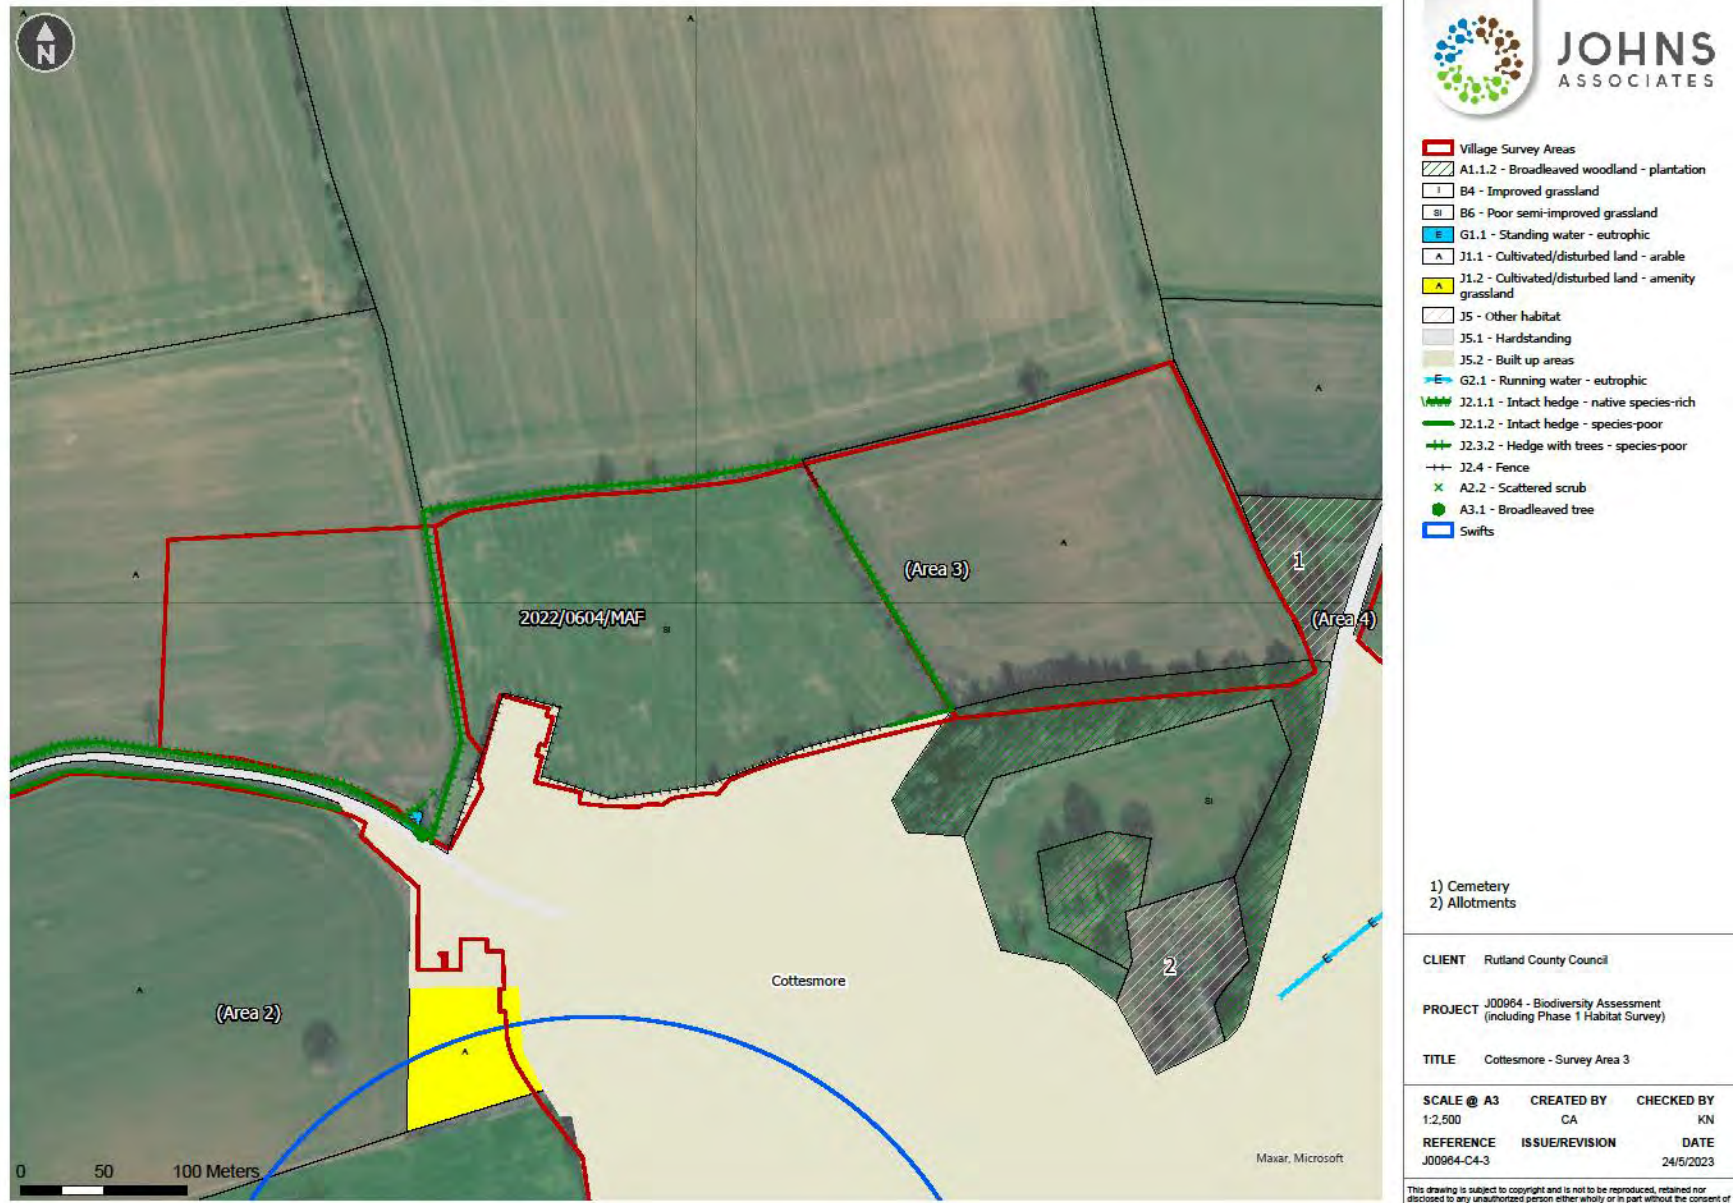 N
A
A
A
A
A
A
A
A
SI
SI
E
E
1
2
(Area 3)
(Area 4)
2022/0604/MAF
(Area 2)
Cottesmore
0 50 100 Meters
Maxar, Microsoft
JOHNS
ASSOCIATES
Village Survey Areas
A1.1.2 - Broadleaved woodland - plantation
I B4 - Improved grassland
SI B6 - Poor semi-improved grassland
E G1.1 - Standing water - eutrophic
A J1.1 - Cultivated/disturbed land - arable
A J1.2 - Cultivated/disturbed land - amenity
grassland
J5 - Other habitat
J5.1 - Hardstanding
J5.2 - Built up areas
E G2.1 - Running water - eutrophic
J2.1.1 - Intact hedge - native species-rich
J2.1.2 - Intact hedge - species-poor
J2.3.2 - Hedge with trees - species-poor
J2.4 - Fence
A2.2 - Scattered scrub
A3.1 - Broadleaved tree
Swifts
1) Cemetery
2) Allotments
CLIENT Rutland County Council
PROJECT J00964 - Biodiversity Assessment
(including Phase 1 Habitat Survey)
TITLE Cottesmore - Survey Area 3
SCALE @ A3 CREATED BY CHECKED BY
1:2,500 CA KN
REFERENCE ISSUE/REVISION DATE
J00964-C4-3 24/5/2023
This drawing is subject to copyright and is not to be reproduced, retained nor
disclosed to any unauthorized person either wholly or in part without the consent of